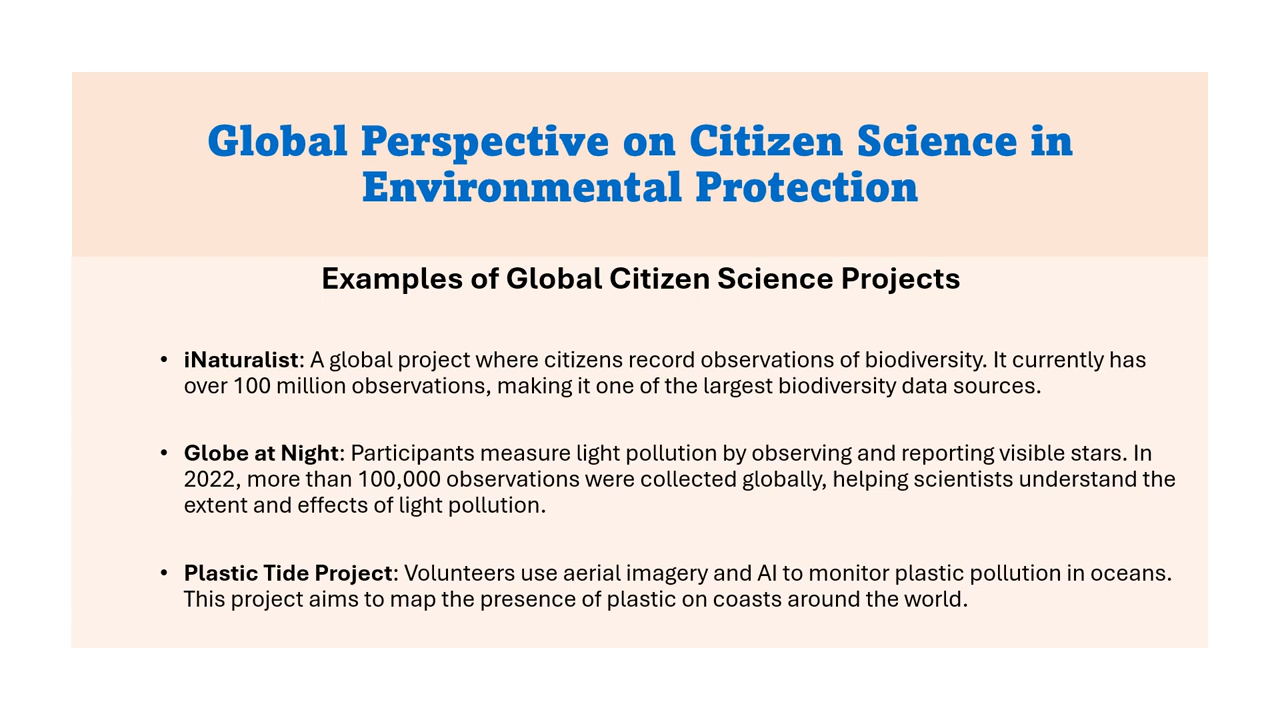 Global Perspective on Citizen Science in
Environmental Protection
Examples of Global Citizen Science Projects
• iNaturalist: A global project where citizens record observations of biodiversity. It currently has
over 100 million observations, making it one of the largest biodiversity data sources.
• Globe at Night: Participants measure light pollution by observing and reporting visible stars. In
2022, more than 100,000 observations were collected globally, helping scientists understand the
extent and effects of light pollution.
• Plastic Tide Project: Volunteers use aerial imagery and AI to monitor plastic pollution in oceans.
This project aims to map the presence of plastic on coasts around the world.